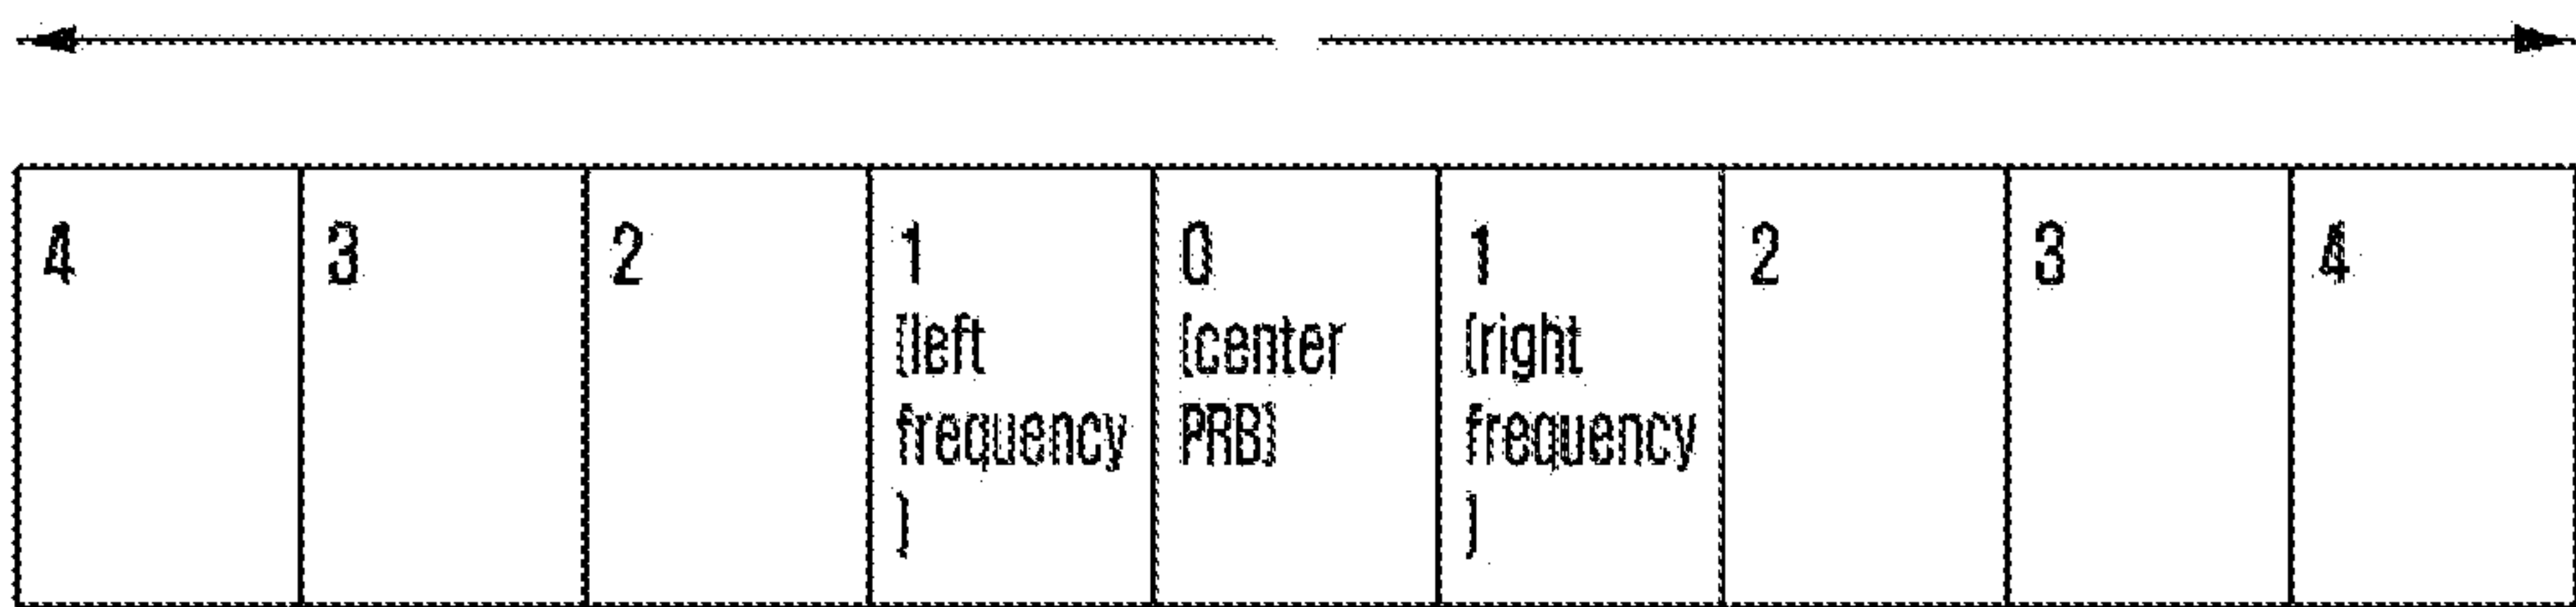 4 3 2 1 0 1 2 3 4
(left (center (right
frequency PRB) frequency
) )